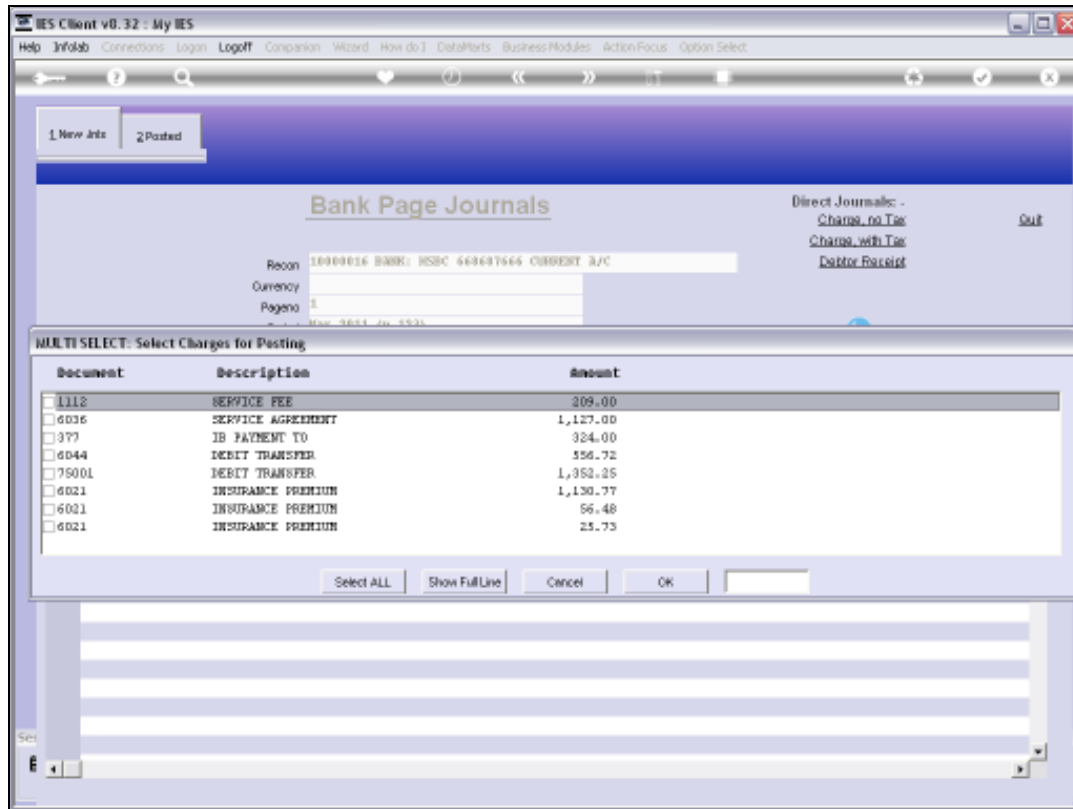 IES Client v8.32 : My IES
Help Infolab Connections Logon Logoff Companion Wizard How do I DataMarts Business Modules Action Focus Option Select
1 New Jnls 2 Posted
Bank Page Journals
Direct Journals: -
Charge, no Tax
Quit
Charge, with Tax
Debtor Receipt
Recon 10000016 BANK: HSBC 660607666 CURRENT A/C
Currency
Pageno 1
MULTI SELECT: Select Charges for Posting
Document Description Amount
1112 SERVICE FEE 209.00
6036 SERVICE AGREEMENT 1,127.00
377 IB PAYMENT TO 324.00
6044 DEBIT TRANSFER 556.72
75001 DEBIT TRANSFER 1,352.25
6021 INSURANCE PREMIUM 1,130.77
6021 INSURANCE PREMIUM 56.48
6021 INSURANCE PREMIUM 25.73
Select ALL Show Full Line Cancel OK